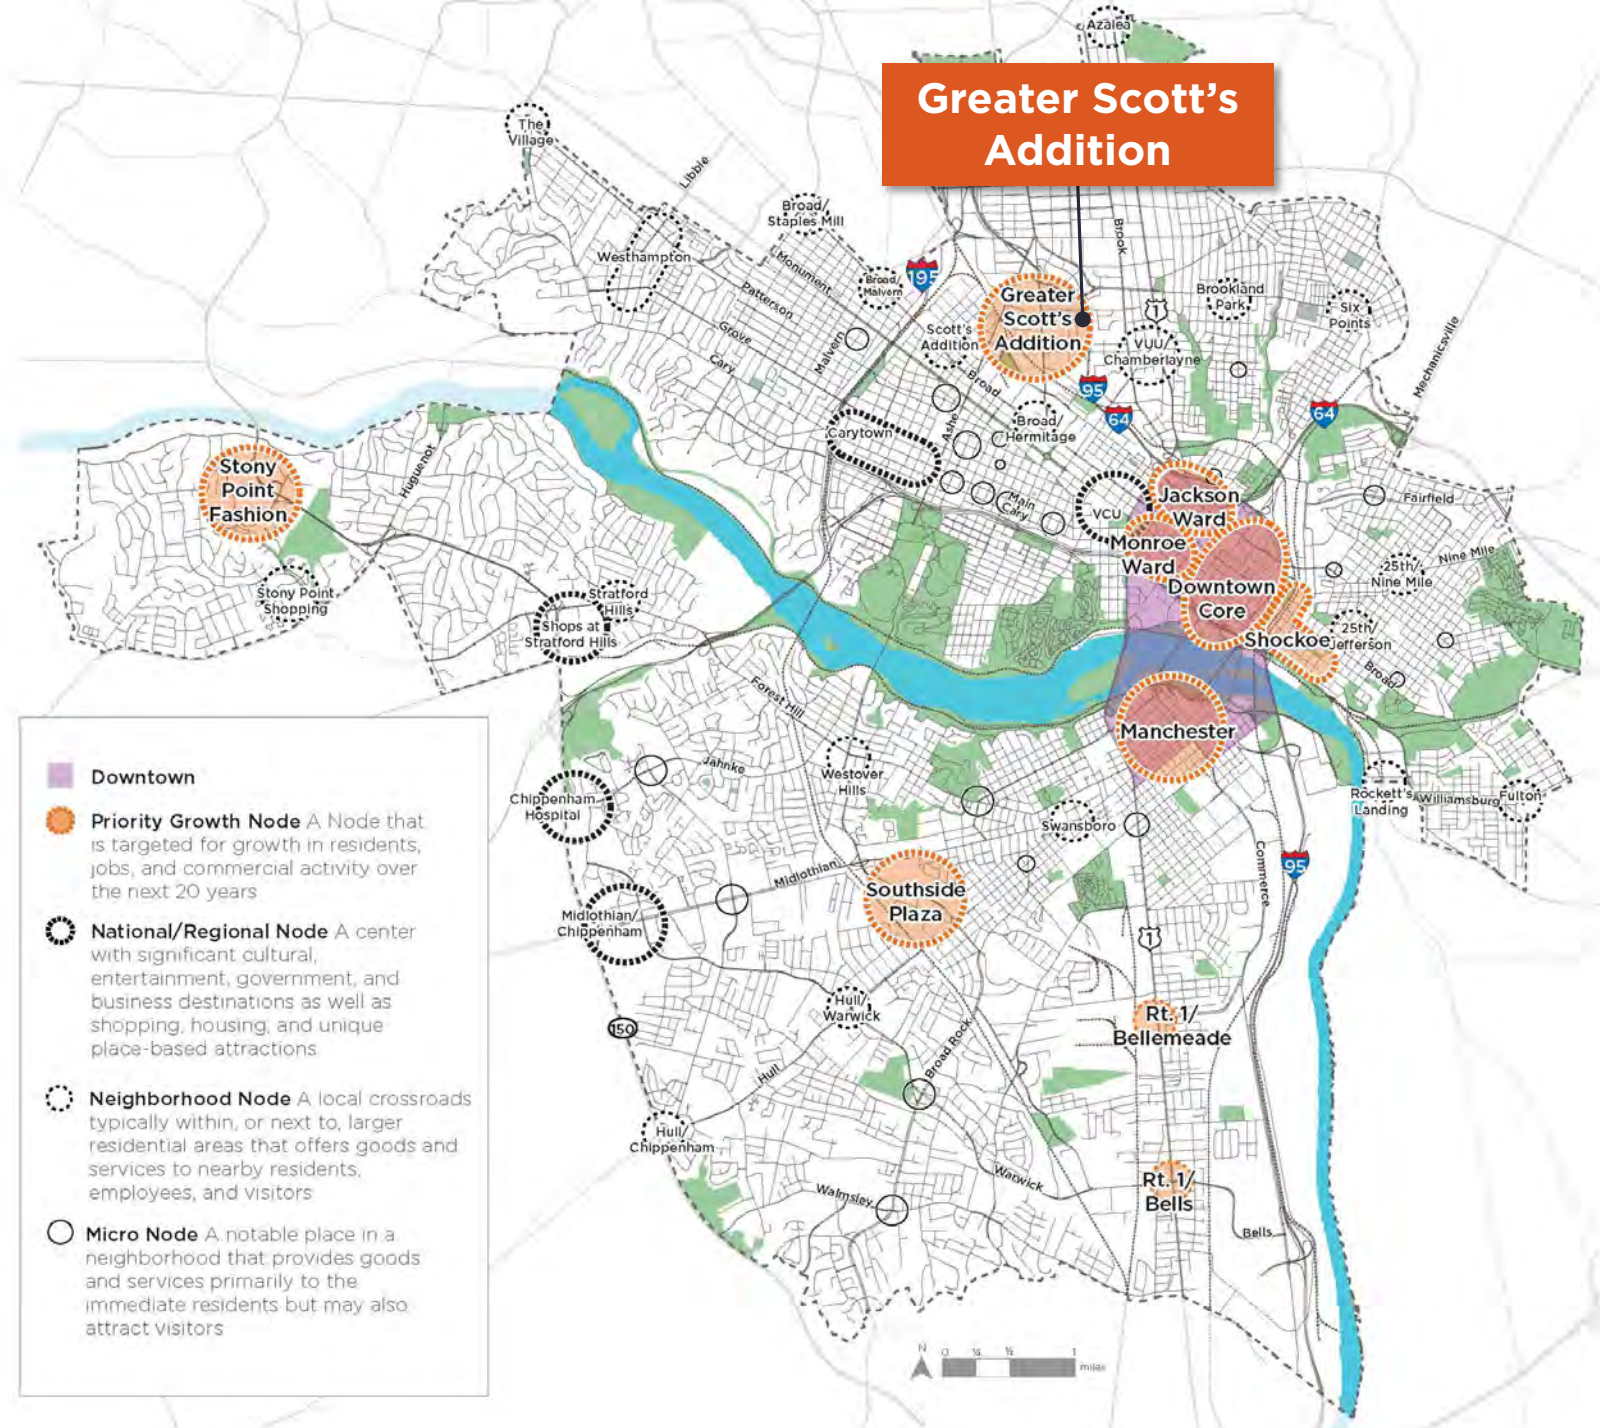 Azalea
Greater Scott's
Addition
The
Village
Libbie
Broad/
Staples Mill
Brook
Westhampton
Monument
Broad/
Malvern
195
Patterson
Greater
Scott's
Addition
Brookland
Park
1
Six
Points
Grove
Malvern
Scott's
Addition
VUU/
Chamberlayne
Mechanicsville
Cary
Broad
95
64
64
Carytown
Ashe
Broad/
Hermitage
Huguenot
Stony
Point
Fashion
Jackson
Ward
Fairfield
Main
Cary
VCU
Monroe
Ward
Nine Mile
25th/
Nine Mile
Downtown
Core
Stony Point
Shopping
Stratford
Hills
Shops at
Stratford Hills
Shockoe
25th/
Jefferson
Broad
Forest Hill
Manchester
Jahnke
Westover
Hills
Chippenham
Hospital
Rockett's
Landing
Williamsburg
Fulton
Swansboro
Commerce
95
Midlothian
Southside
Plaza
Midlothian/
Chippenham
1
Hull/
Warwick
150
Rt. 1/
Bellemeade
Broad Rock
Hull
Hull/
Chippenham
Warwick
Rt. 1/
Bells
Walmsley
Bells
Downtown
Priority Growth Node A Node that
is targeted for growth in residents,
jobs, and commercial activity over
the next 20 years
National/Regional Node A center
with significant cultural,
entertainment, government, and
business destinations as well as
shopping, housing, and unique
place-based attractions
Neighborhood Node A local crossroads
typically within, or next to, larger
residential areas that offers goods and
services to nearby residents,
employees, and visitors
Micro Node A notable place in a
neighborhood that provides goods
and services primarily to the
immediate residents but may also
attract visitors
N
0 ¼ ½ 1
miles